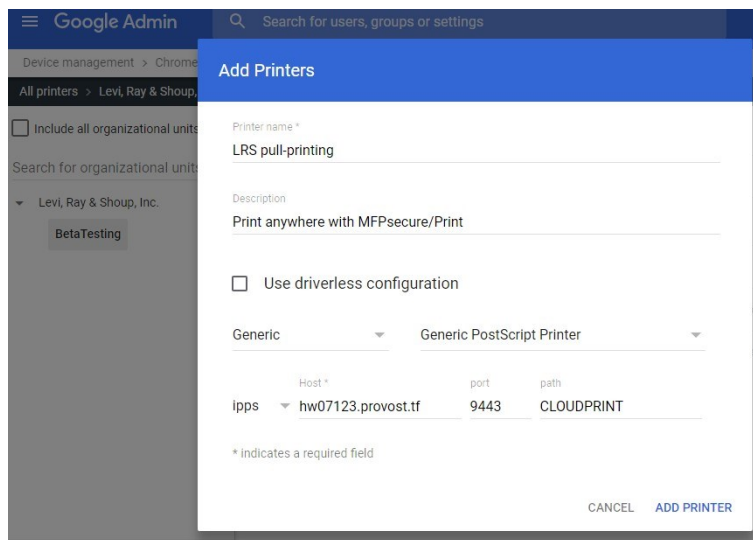 Google Admin
Search for users, groups or settings
Device management > Chrome
All printers > Levi, Ray & Shoup,
Include all organizational units
Search for organizational unit
Levi, Ray & Shoup, Inc.
BetaTesting
Add Printers
Printer name *
LRS pull-printing
Description
Print anywhere with MFPsecure/Print
Use driverless configuration
Generic Generic PostScript Printer
Host * port path
ipps hw07123.provost.tf 9443 CLOUDPRINT
* indicates a required field
CANCEL ADD PRINTER